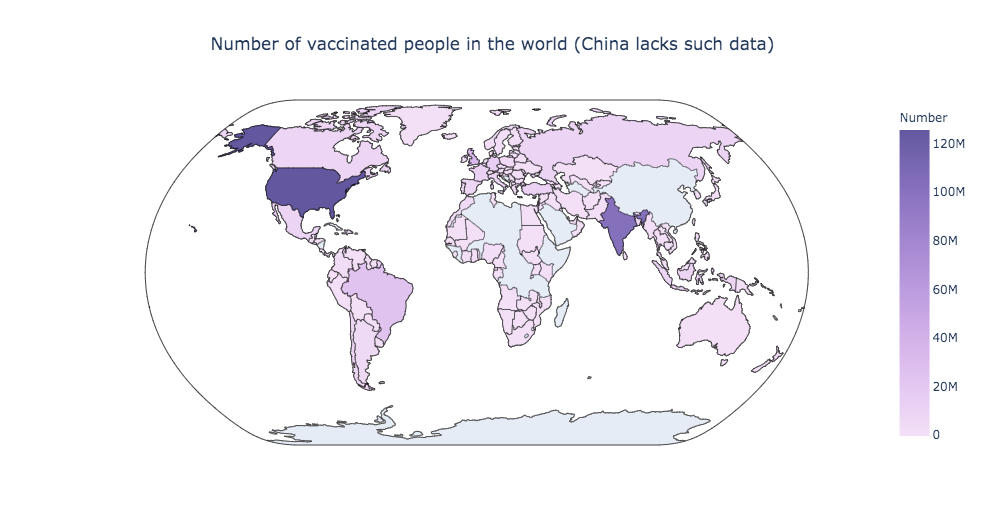 Number of vaccinated people in the world (China lacks such data)
Number
120M
100M
80M
60M
40M
20M
0